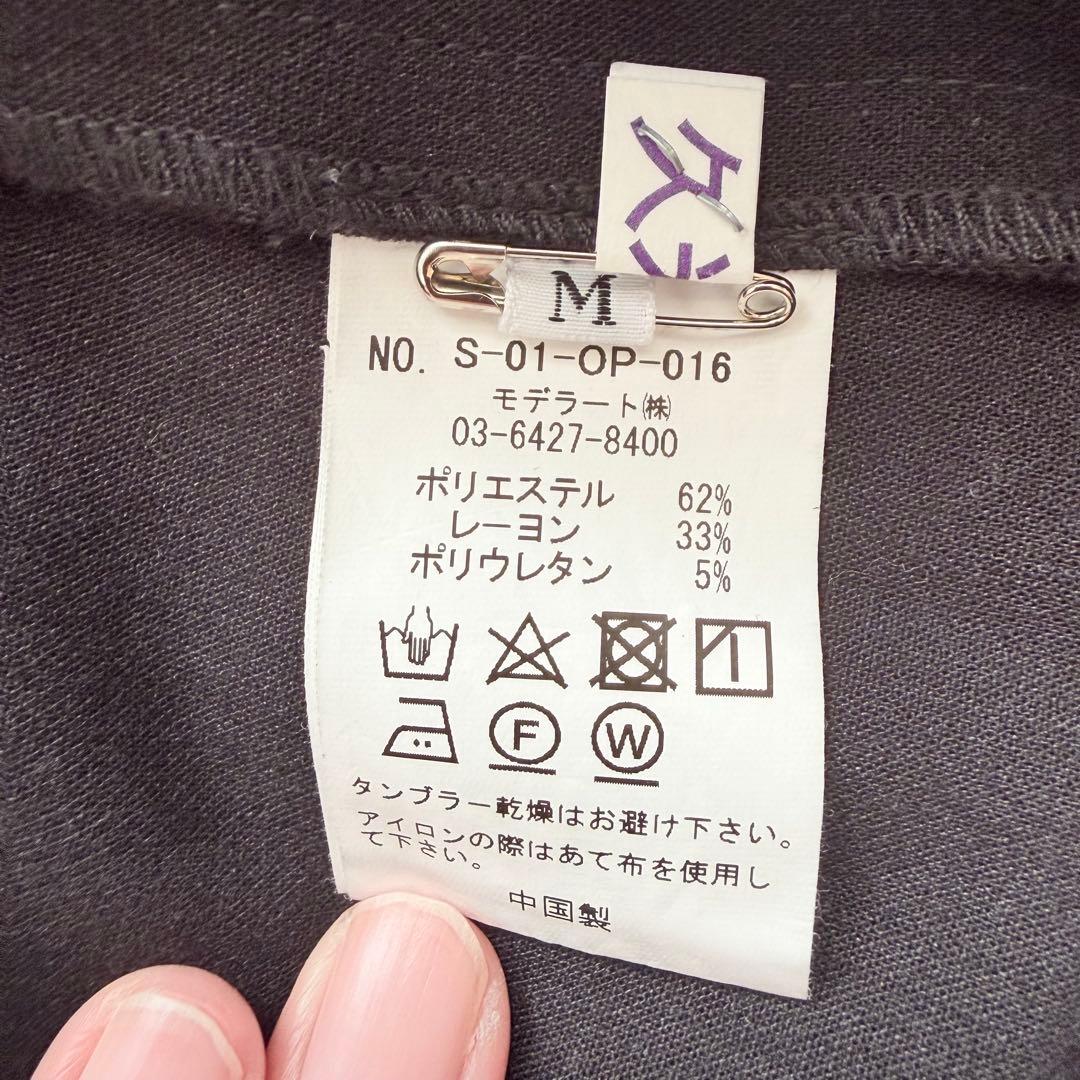 M
NO. S-01-OP-016
モデラート㈱
03-6427-8400
ポリエステル 62%
レーヨン 33%
ポリウレタン 5%
F W
タンブラー乾燥はお避け下さい。
アイロンの際はあて布を使用し
て下さい。
中国製